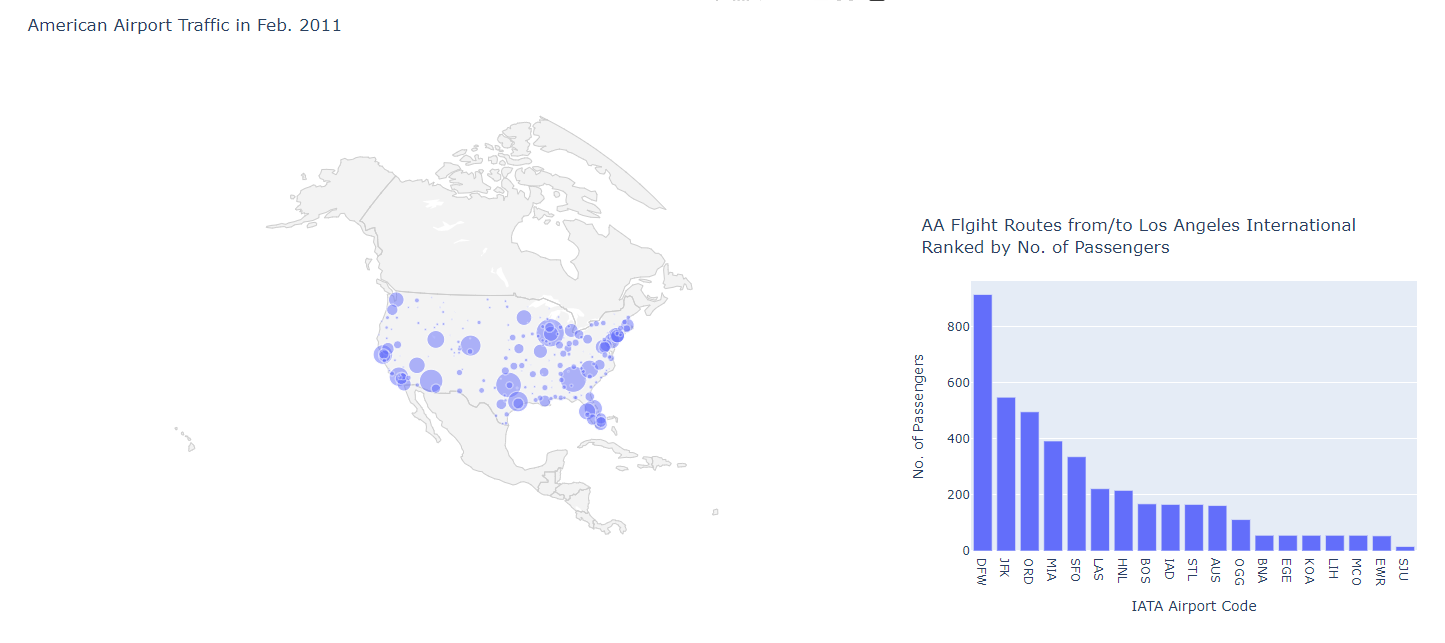 American Airport Traffic in Feb. 2011
AA Flgiht Routes from/to Los Angeles International
Ranked by No. of Passengers
No. of Passengers
800
600
400
200
0
DFW
JFK
ORD
MIA
SFO
LAS
HNL
BOS
IAD
STL
AUS
OGG
BNA
EGE
KOA
LIH
MCO
EWR
SJU
IATA Airport Code